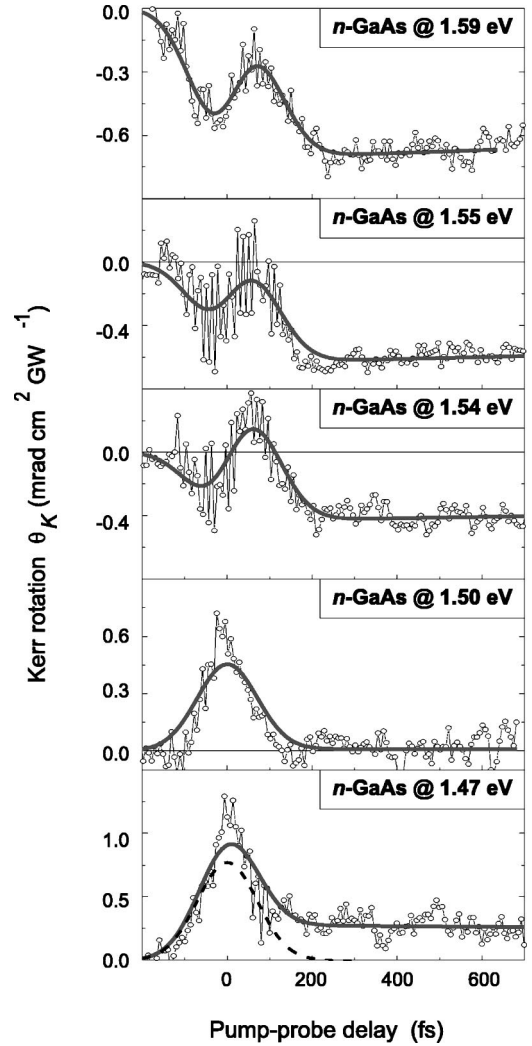 0.0
n-GaAs @ 1.59 eV
-0.3
-0.6
n-GaAs @ 1.55 eV
0.0
-0.4
n-GaAs @ 1.54 eV
0.0
-0.4
n-GaAs @ 1.50 eV
0.6
0.3
0.0
n-GaAs @ 1.47 eV
1.0
0.5
0.0
0 200 400 600
Pump-probe delay (fs)
Kerr rotation θK (mrad cm2 GW -1)